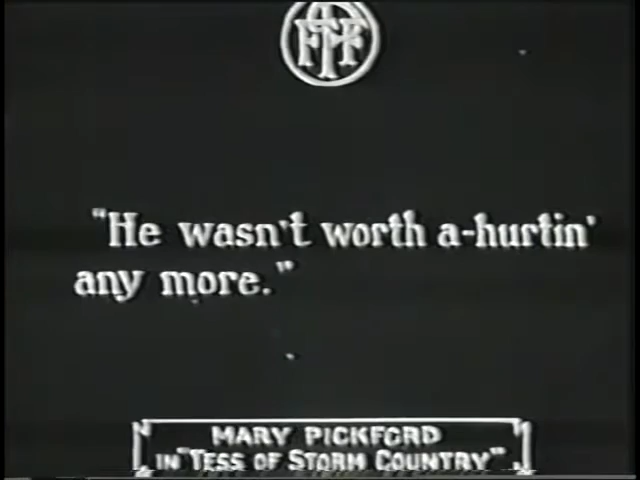 "He wasn't worth a-hurtin'
any more."
MARY PICKFORD
IN "TESS OF STORM COUNTRY"